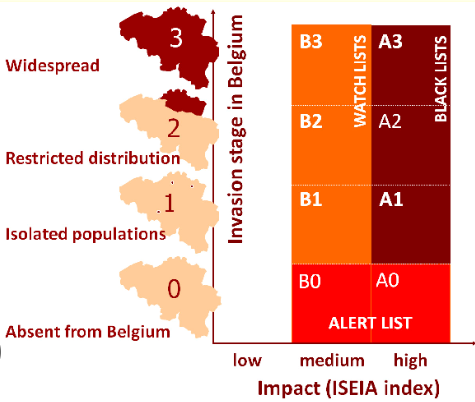 3
Widespread
2
Restricted distribution
1
Isolated populations
0
Absent from Belgium
Invasion stage in Belgium
B3
A3
WATCH LISTS
BLACK LISTS
B2
A2
B1
A1
B0
A0
ALERT LIST
low
medium
high
Impact (ISEIA index)